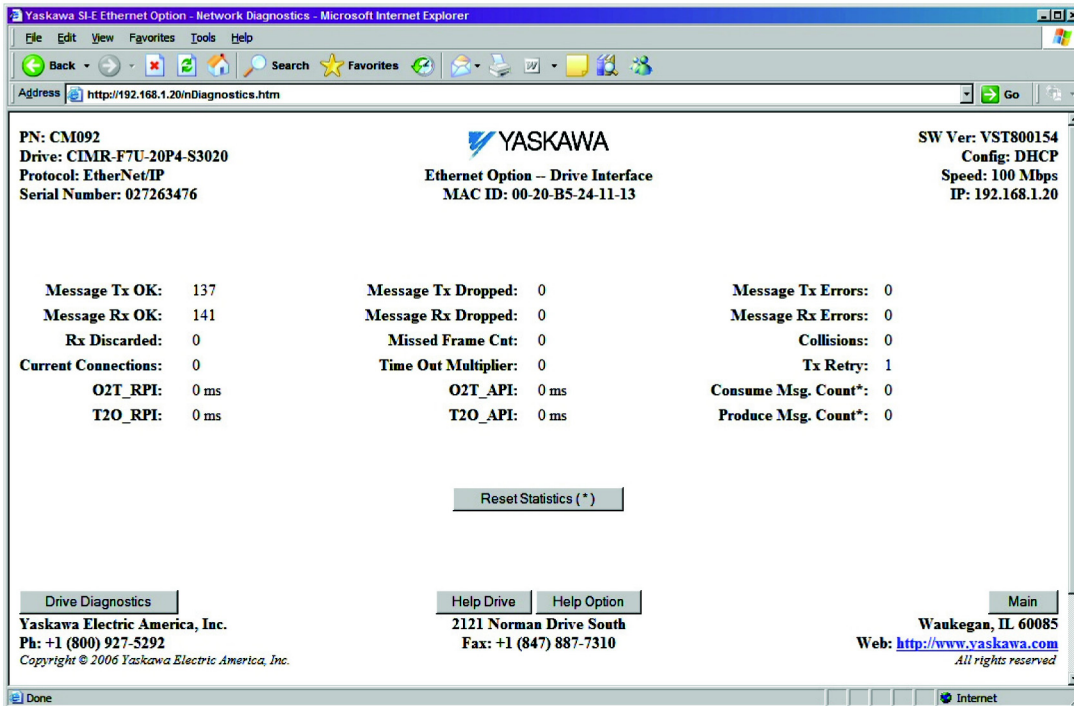 Yaskawa SI-E Ethernet Option - Network Diagnostics - Microsoft Internet Explorer
File Edit View Favorites Tools Help
Back Search Favorites
Address http://192.168.1.20/nDiagnostics.htm Go
PN: CM092 YASKAWA SW Ver: VST800154
Drive: CIMR-F7U-20P4-S3020 Config: DHCP
Protocol: EtherNet/IP Ethernet Option -- Drive Interface Speed: 100 Mbps
Serial Number: 027263476 MAC ID: 00-20-B5-24-11-13 IP: 192.168.1.20
Message Tx OK: 137 Message Tx Dropped: 0 Message Tx Errors: 0
Message Rx OK: 141 Message Rx Dropped: 0 Message Rx Errors: 0
Rx Discarded: 0 Missed Frame Cnt: 0 Collisions: 0
Current Connections: 0 Time Out Multiplier: 0 Tx Retry: 1
O2T_RPI: 0 ms O2T_API: 0 ms Consume Msg. Count*: 0
T2O_RPI: 0 ms T2O_API: 0 ms Produce Msg. Count*: 0
Reset Statistics ( * )
Drive Diagnostics Help Drive Help Option Main
Yaskawa Electric America, Inc. 2121 Norman Drive South Waukegan, IL 60085
Ph: +1 (800) 927-5292 Fax: +1 (847) 887-7310 Web: http://www.yaskawa.com
Copyright © 2006 Yaskawa Electric America, Inc. All rights reserved
Done Internet